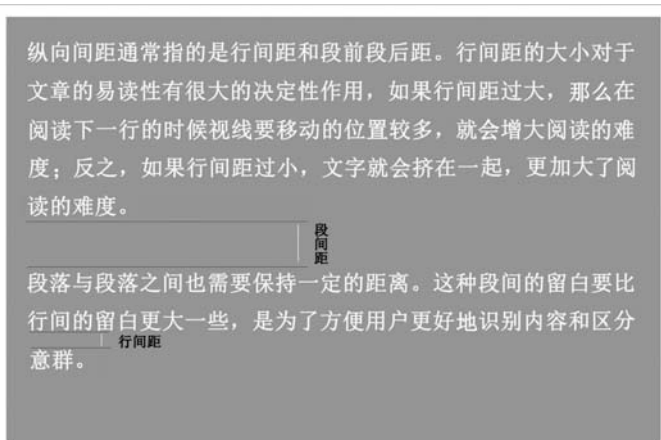 纵向间距通常指的是行间距和段前段后距。行间距的大小对于
文章的易读性有很大的决定性作用，如果行间距过大，那么在
阅读下一行的时候视线要移动的位置较多，就会增大阅读的难
度；反之，如果行间距过小，文字就会挤在一起，更加大了阅
读的难度。
段间距
段落与段落之间也需要保持一定的距离。这种段间的留白要比
行间的留白更大一些，是为了方便用户更好地识别内容和区分
行间距
意群。